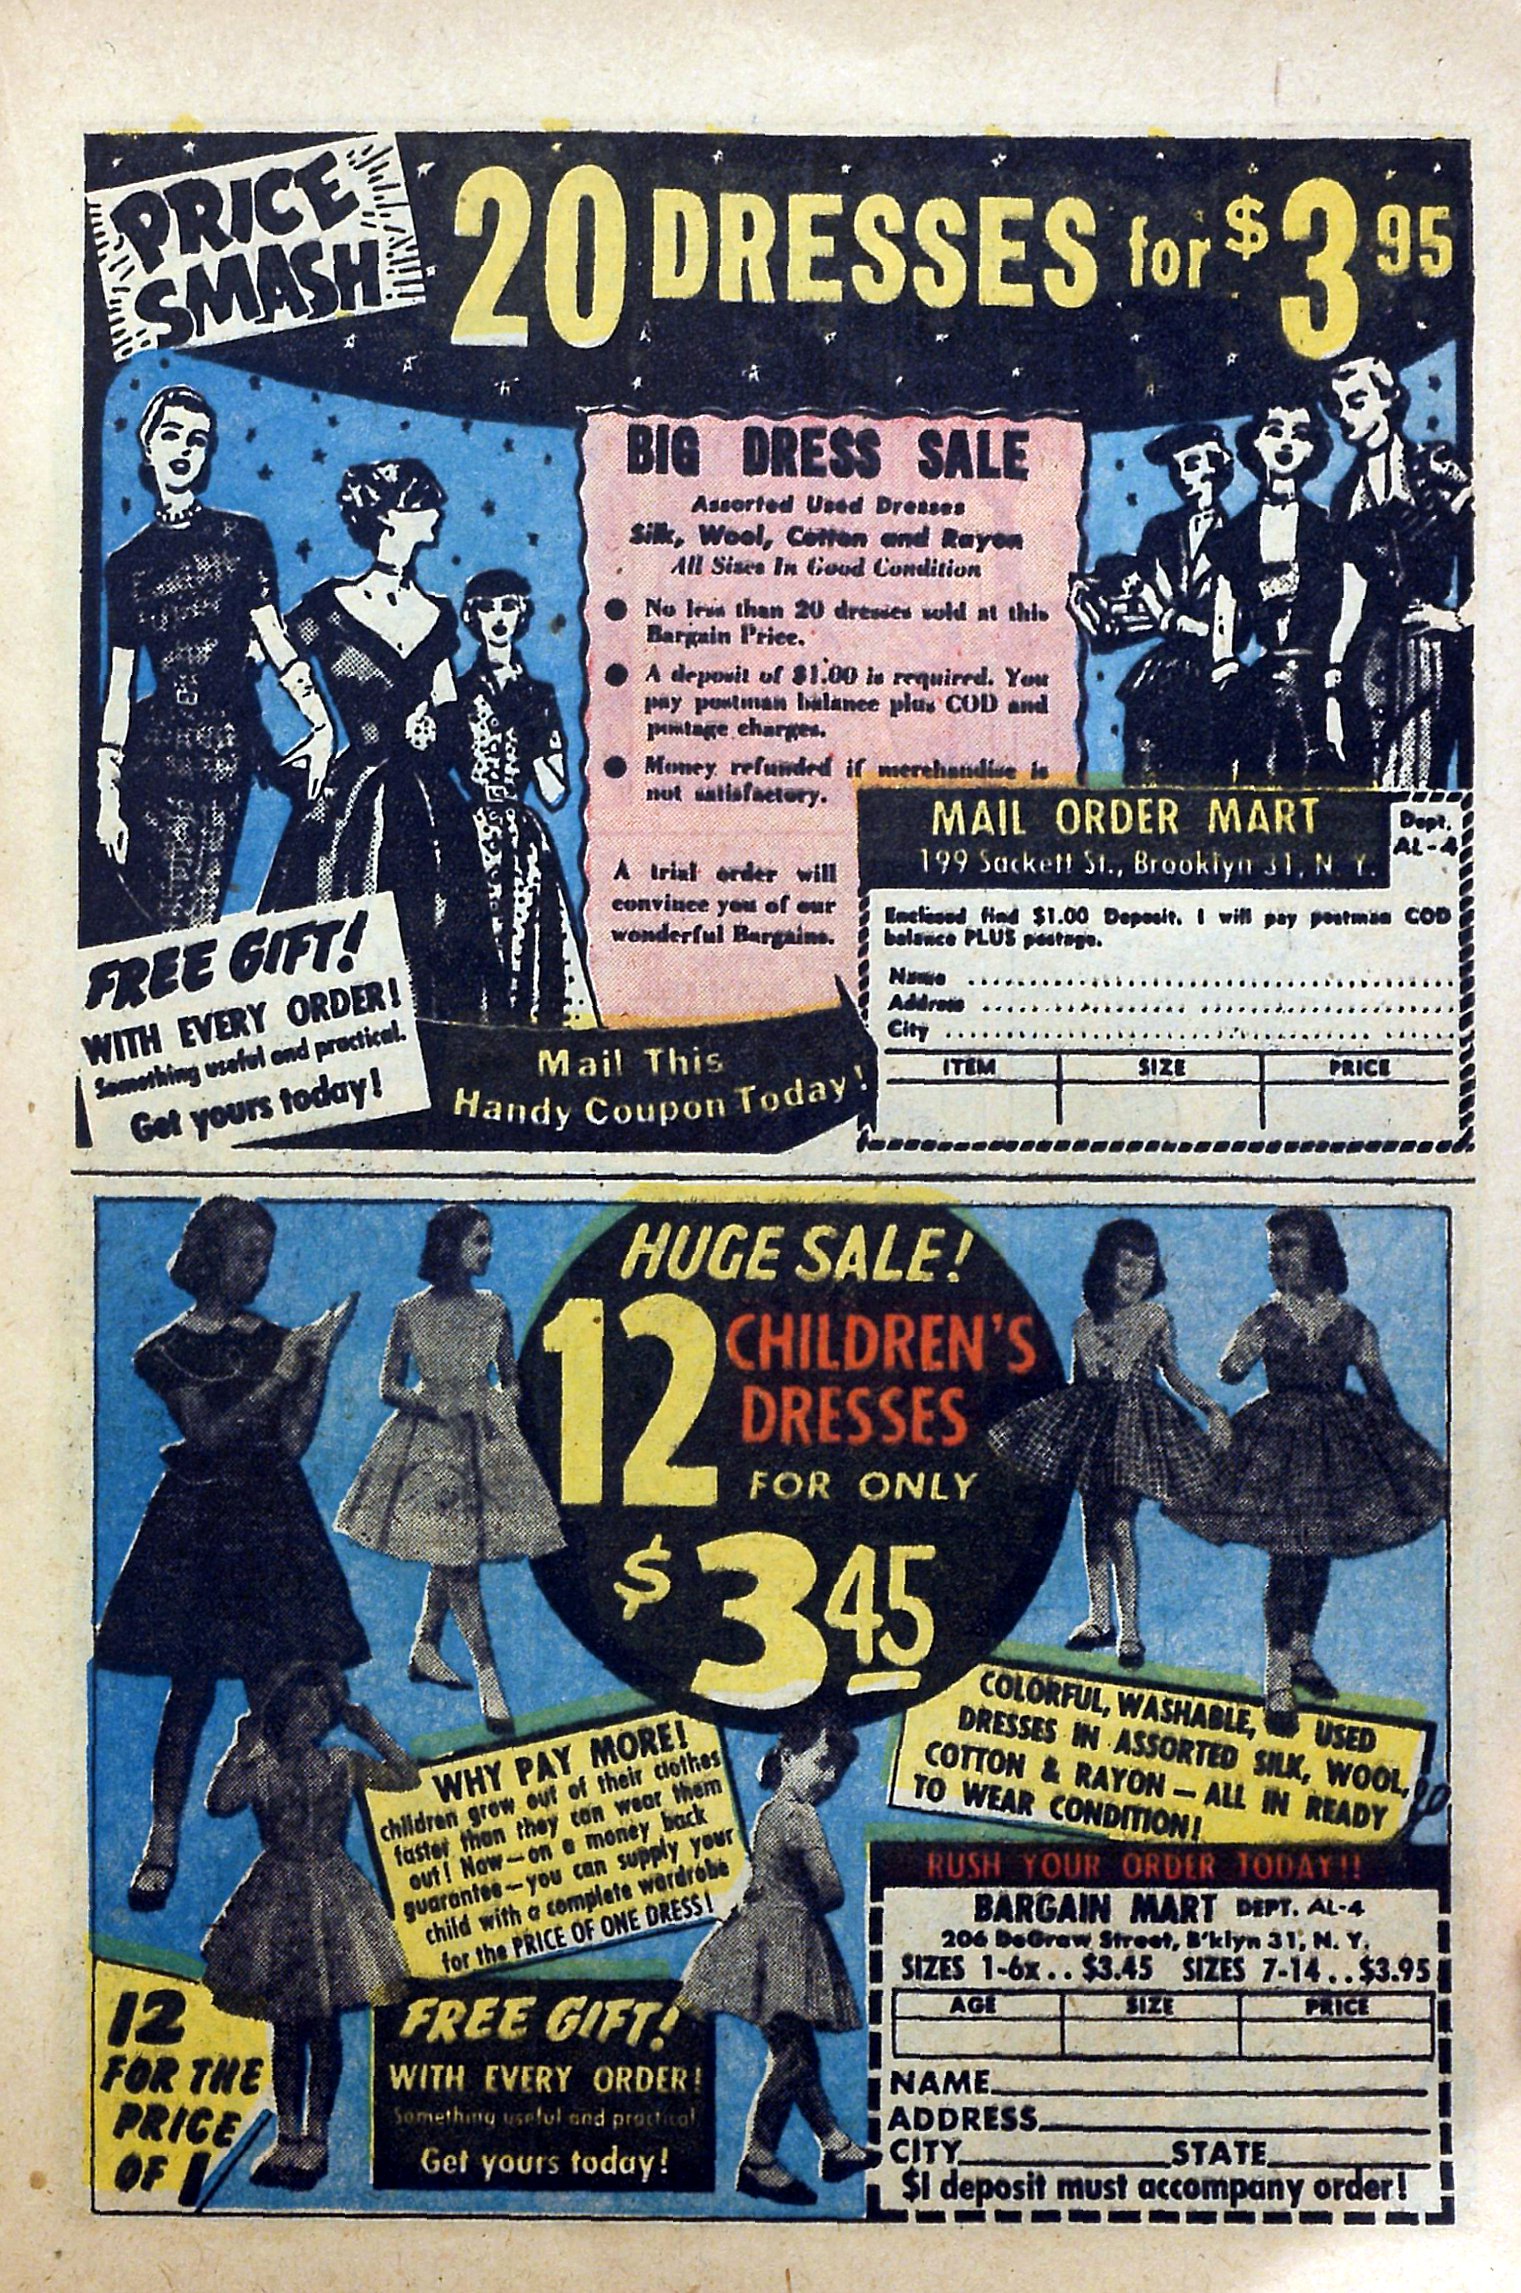 PRICE
SMASH
20 DRESSES for $3 95
BIG DRESS SALE
Assorted Used Dresses
Silk, Wool, Cotton and Rayon
All Sizes In Good Condition
● No less than 20 dresses sold at this
Bargain Price.
● A deposit of $1.00 is required. You
pay postman balance plus COD and
postage charges.
● Money refunded if merchandise is
not satisfactory.
A trial order will
convince you of our
wonderful Bargains.
FREE GIFT!
WITH EVERY ORDER!
Something useful and practical.
Get yours today!
Mail This
Handy Coupon Today!
MAIL ORDER MART
199 Sackett St., Brooklyn 31, N. Y.
Dept.
AL-4
Enclosed find $1.00 Deposit. I will pay postman COD
balance PLUS postage.
Name
Address
City
ITEM SIZE PRICE
HUGE SALE!
12 CHILDREN'S
DRESSES
FOR ONLY
$3 45
COLORFUL, WASHABLE, USED
DRESSES IN ASSORTED SILK, WOOL,
COTTON & RAYON — ALL IN READY
TO WEAR CONDITION!
WHY PAY MORE!
children grow out of their clothes
faster than they can wear them
out! Now—on a money back
guarantee—you can supply your
child with a complete wardrobe
for the PRICE OF ONE DRESS!
12
FOR THE
PRICE
OF 1
FREE GIFT!
WITH EVERY ORDER!
Something useful and practical
Get yours today!
RUSH YOUR ORDER TODAY!!
BARGAIN MART DEPT. AL-4
206 DeGraw Street, B'klyn 31, N. Y.
SIZES 1-6x.. $3.45 SIZES 7-14..$3.95
AGE SIZE PRICE
NAME
ADDRESS
CITY STATE
$1 deposit must accompany order!